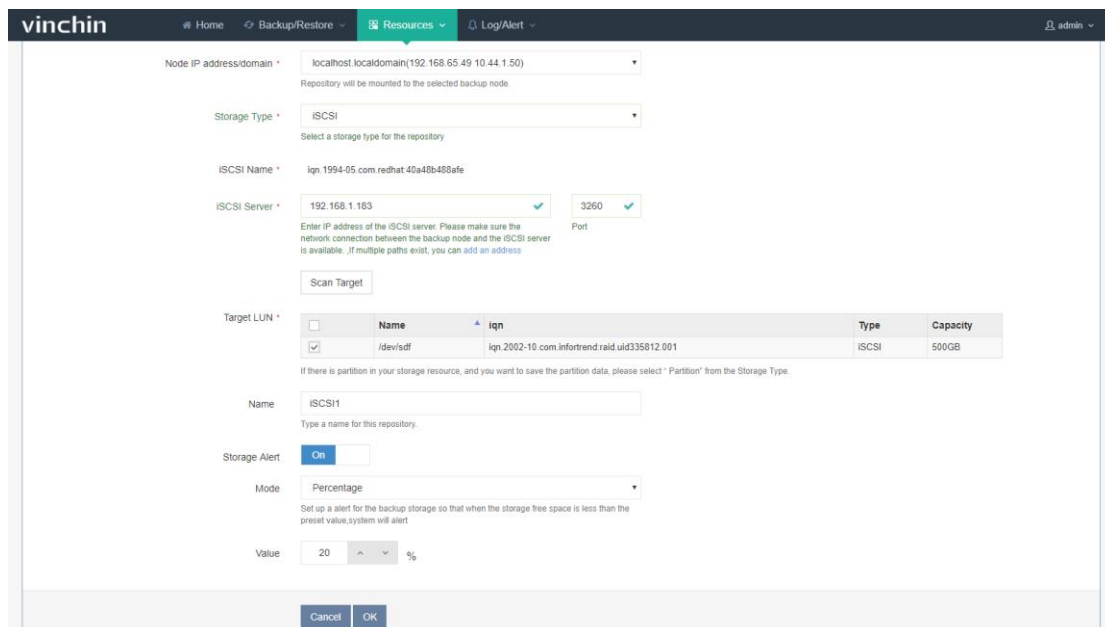 vinchin
Home Backup/Restore Resources Log/Alert admin
Node IP address/domain * localhost.localdomain(192.168.65.49 10.44.1.50)
Repository will be mounted to the selected backup node.
Storage Type * iSCSI
Select a storage type for the repository
iSCSI Name * iqn.1994-05.com.redhat:40a48b488afe
iSCSI Server * 192.168.1.183 3260
Enter IP address of the iSCSI server. Please make sure the Port
network connection between the backup node and the iSCSI server
is available. ,If multiple paths exist, you can add an address
Scan Target
Target LUN *
Name iqn Type Capacity
/dev/sdf iqn.2002-10.com.infortrend:raid.uid335812.001 iSCSI 500GB
If there is partition in your storage resource, and you want to save the partition data, please select " Partition" from the Storage Type.
Name iSCSI1
Type a name for this repository.
Storage Alert On
Mode Percentage
Set up a alert for the backup storage so that when the storage free space is less than the
preset value,system will alert
Value 20 %
Cancel OK